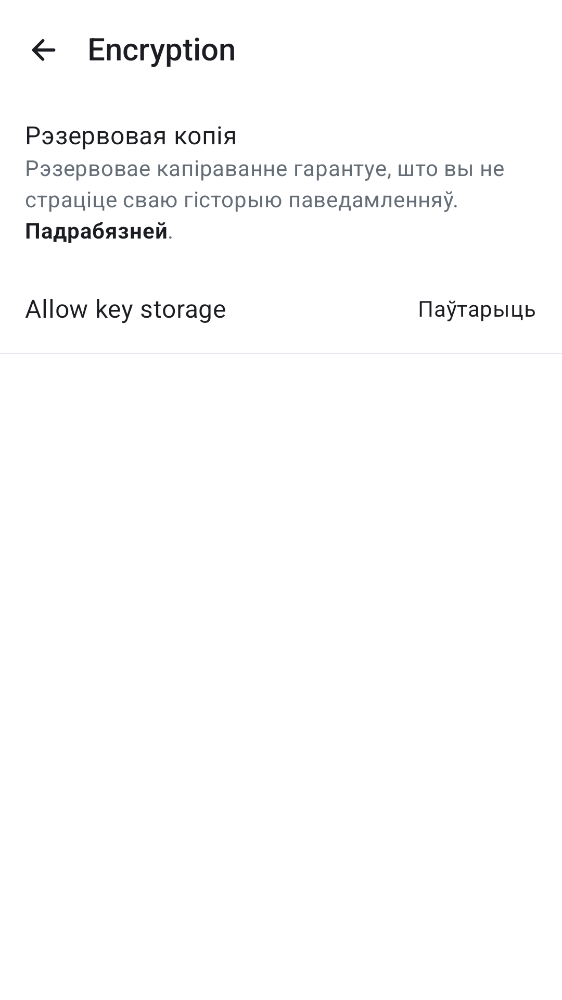 Encryption
Рэзервовая копія
Рэзервовае капіраванне гарантуе, што вы не
страціце сваю гісторыю паведамленняў.
Падрабязней.
Allow key storage Паўтарыць